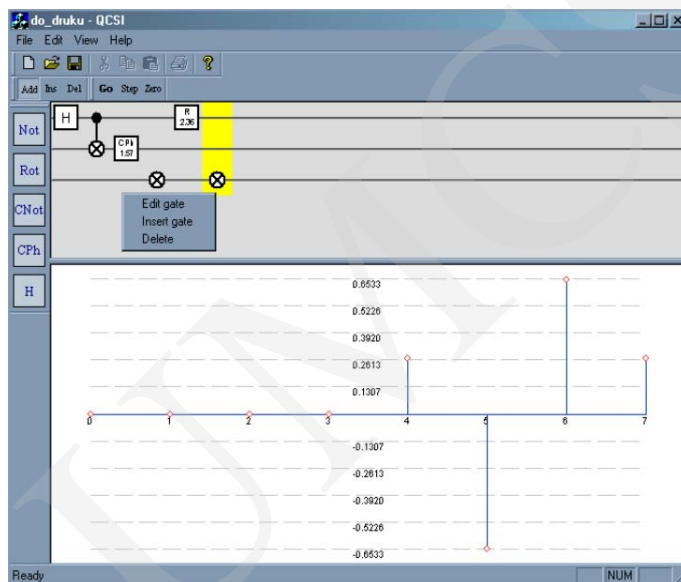 do_druku - QCSI
File Edit View Help
Add Ins Del Go Step Zero
Not
Rot
CNot
CPh
H
H
R
2.36
CPh
1.57
Edit gate
Insert gate
Delete
0.6533
0.5226
0.3920
0.2613
0.1307
0 1 2 3 4 5 6 7
-0.1307
-0.2613
-0.3920
-0.5226
-0.6533
Ready
NUM
UMCS